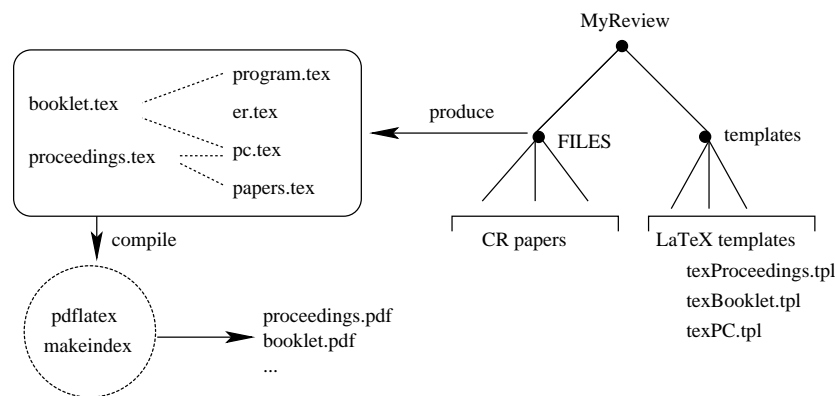 MyReview
program.tex
booklet.tex
er.tex
produce
FILES
templates
proceedings.tex
pc.tex
papers.tex
compile
CR papers
LaTeX templates
texProceedings.tpl
texBooklet.tpl
texPC.tpl
pdflatex
makeindex
proceedings.pdf
booklet.pdf
...